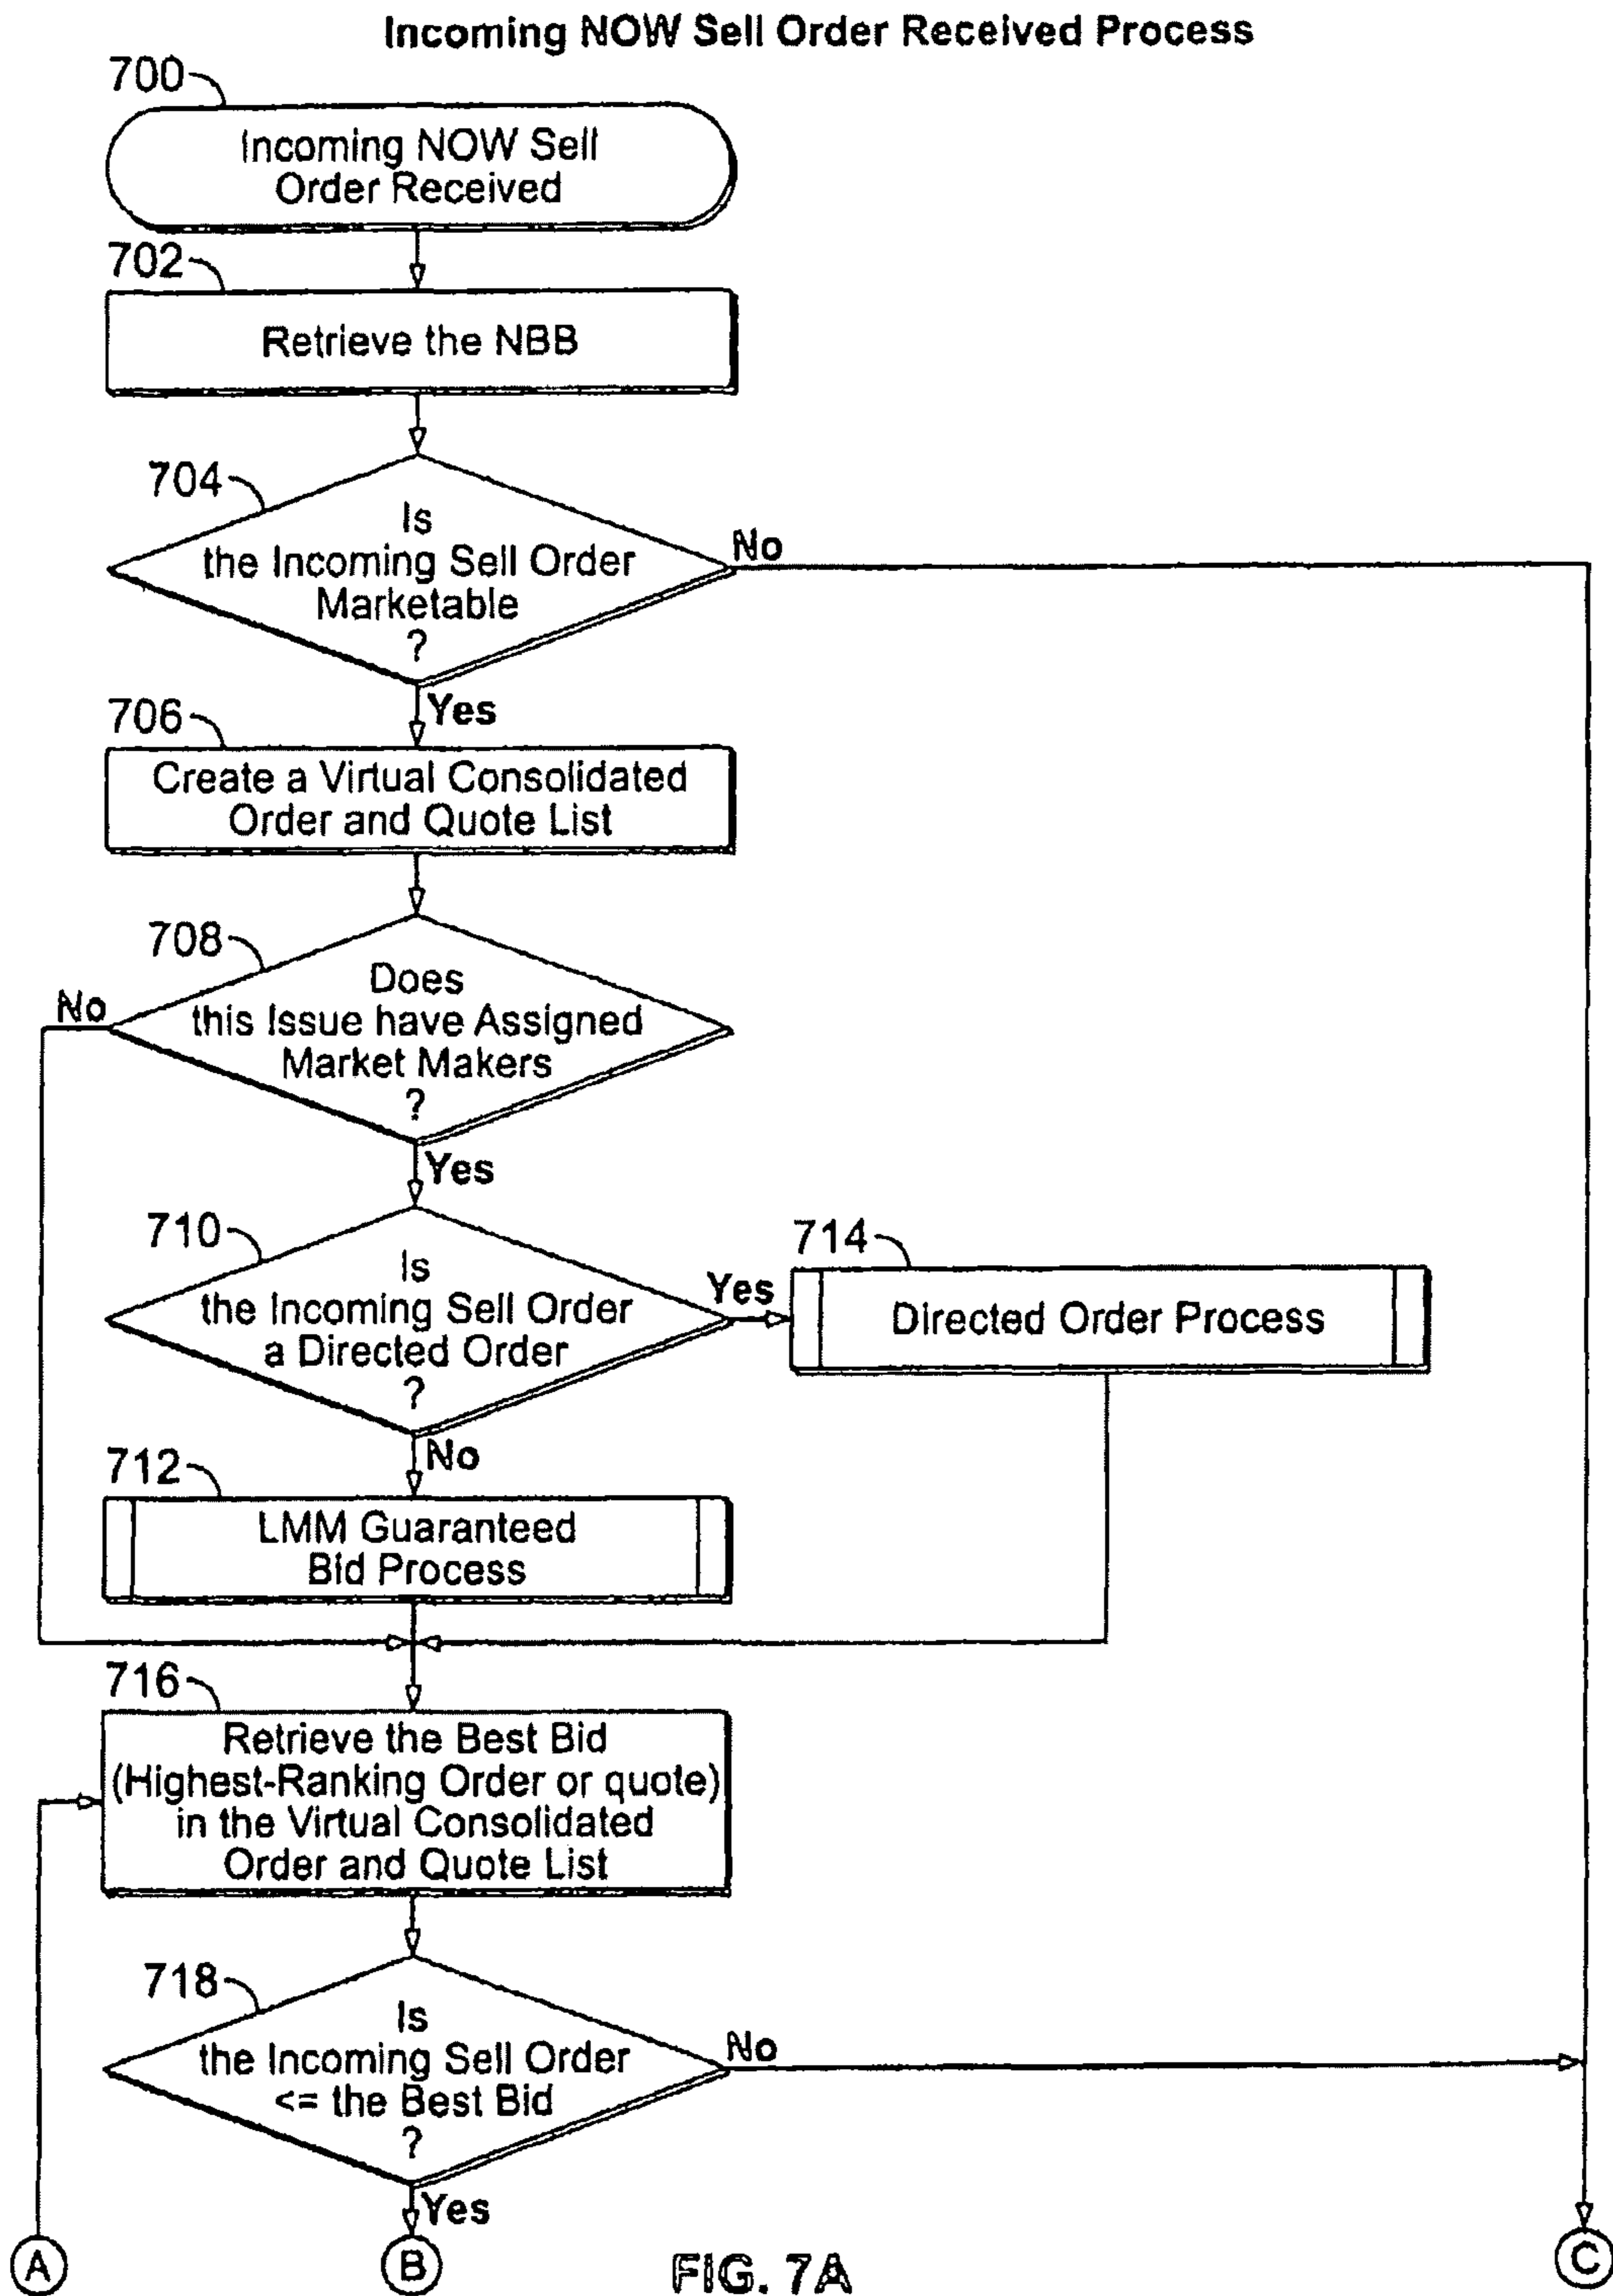 Incoming NOW Sell Order Received Process
700
Incoming NOW Sell
Order Received
702
Retrieve the NBB
704
Is
the Incoming Sell Order
Marketable
?
No
Yes
706
Create a Virtual Consolidated
Order and Quote List
708
Does
this Issue have Assigned
Market Makers
?
No
Yes
710
Is
the Incoming Sell Order
a Directed Order
?
Yes
714
Directed Order Process
No
712
LMM Guaranteed
Bid Process
716
Retrieve the Best Bid
(Highest-Ranking Order or quote)
in the Virtual Consolidated
Order and Quote List
718
Is
the Incoming Sell Order
<= the Best Bid
?
No
Yes
A
B
C
FIG. 7A